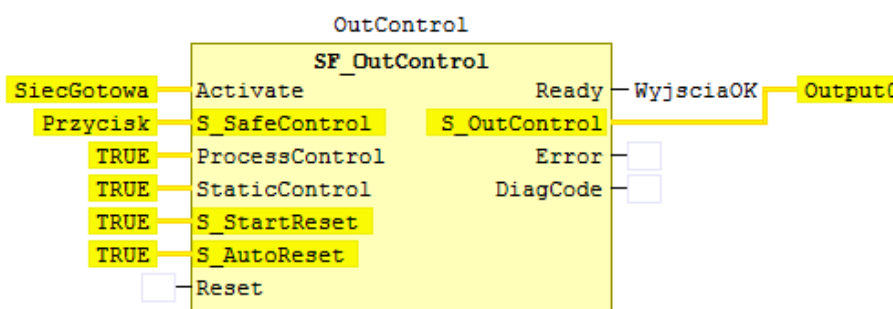 OutControl
SF_OutControl
SiecGotowa Activate Ready WyjsciaOK
Przycisk S_SafeControl S_OutControl
TRUE ProcessControl Error
TRUE StaticControl DiagCode
TRUE S_StartReset
TRUE S_AutoReset
Reset